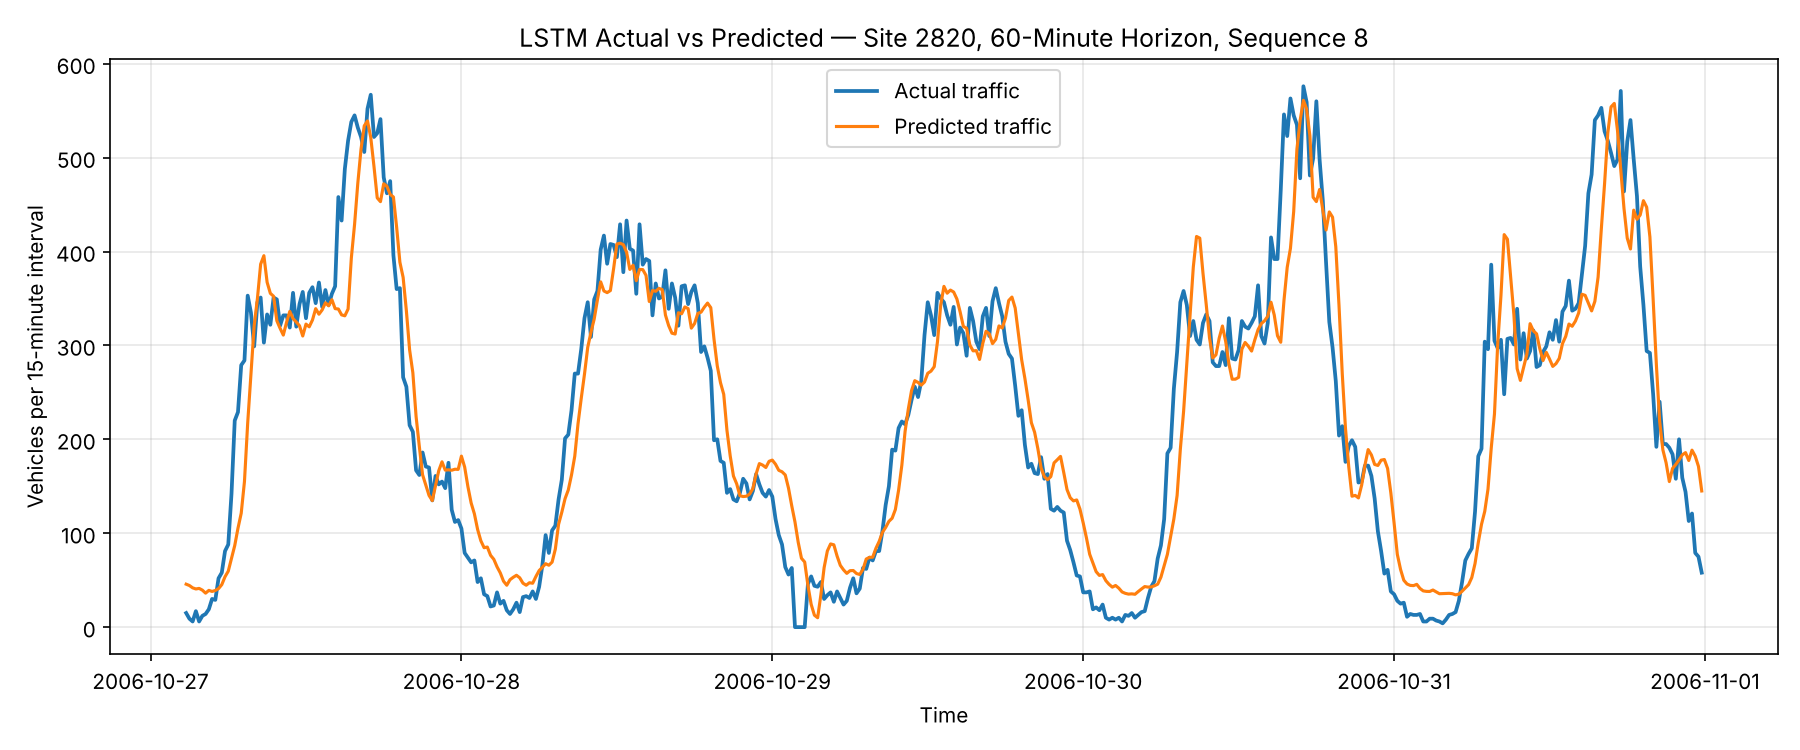 LSTM Actual vs Predicted — Site 2820, 60-Minute Horizon, Sequence 8
Actual traffic
Predicted traffic
Vehicles per 15-minute interval
600
500
400
300
200
100
0
2006-10-27
2006-10-28
2006-10-29
2006-10-30
2006-10-31
2006-11-01
Time